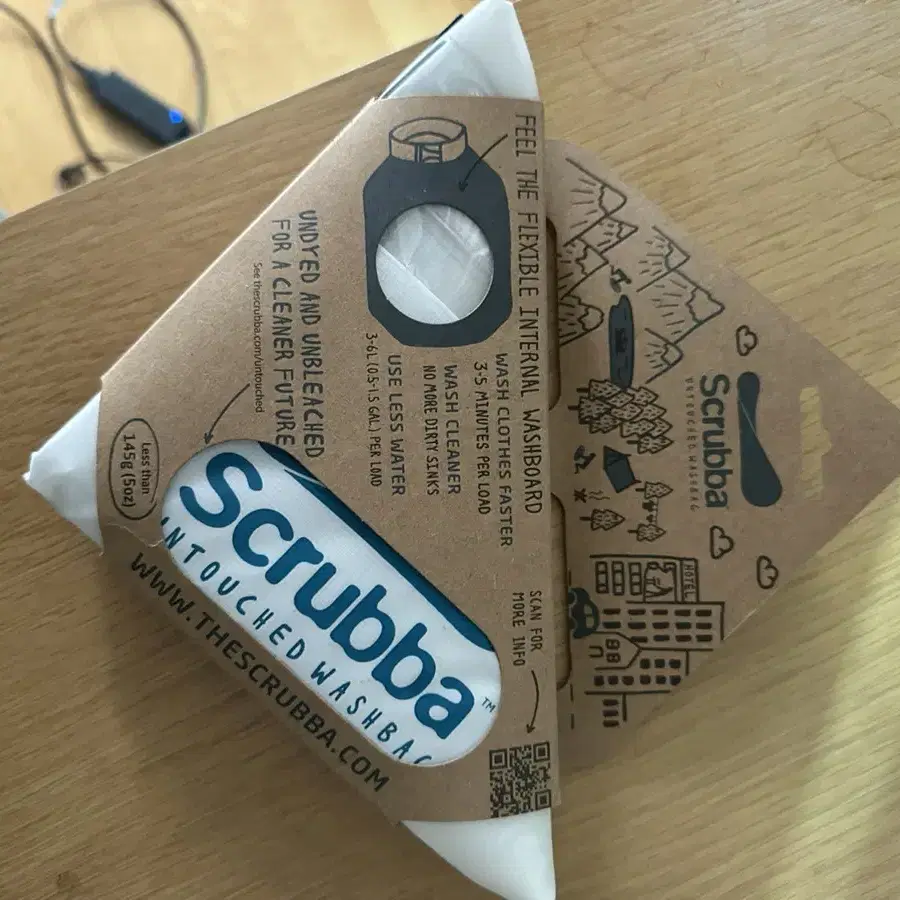 FEEL THE FLEXIBLE INTERNAL WASHBOARD
WASH CLOTHES FASTER
3-5 MINUTES PER LOAD
WASH CLEANER
NO MORE DIRTY SINKS
USE LESS WATER
3-6L (0.5-1.5 GAL.) PER LOAD
UNDYED AND UNBLEACHED
FOR A CLEANER FUTURE
See thescrubba.com/untouched
Less than
145g (5oz)
Scrubba™
UNTOUCHED WASHBAG
WWW.THESCRUBBA.COM
SCAN FOR
MORE INFO
Scrubba
UNTOUCHED WASHBAG
HOTEL